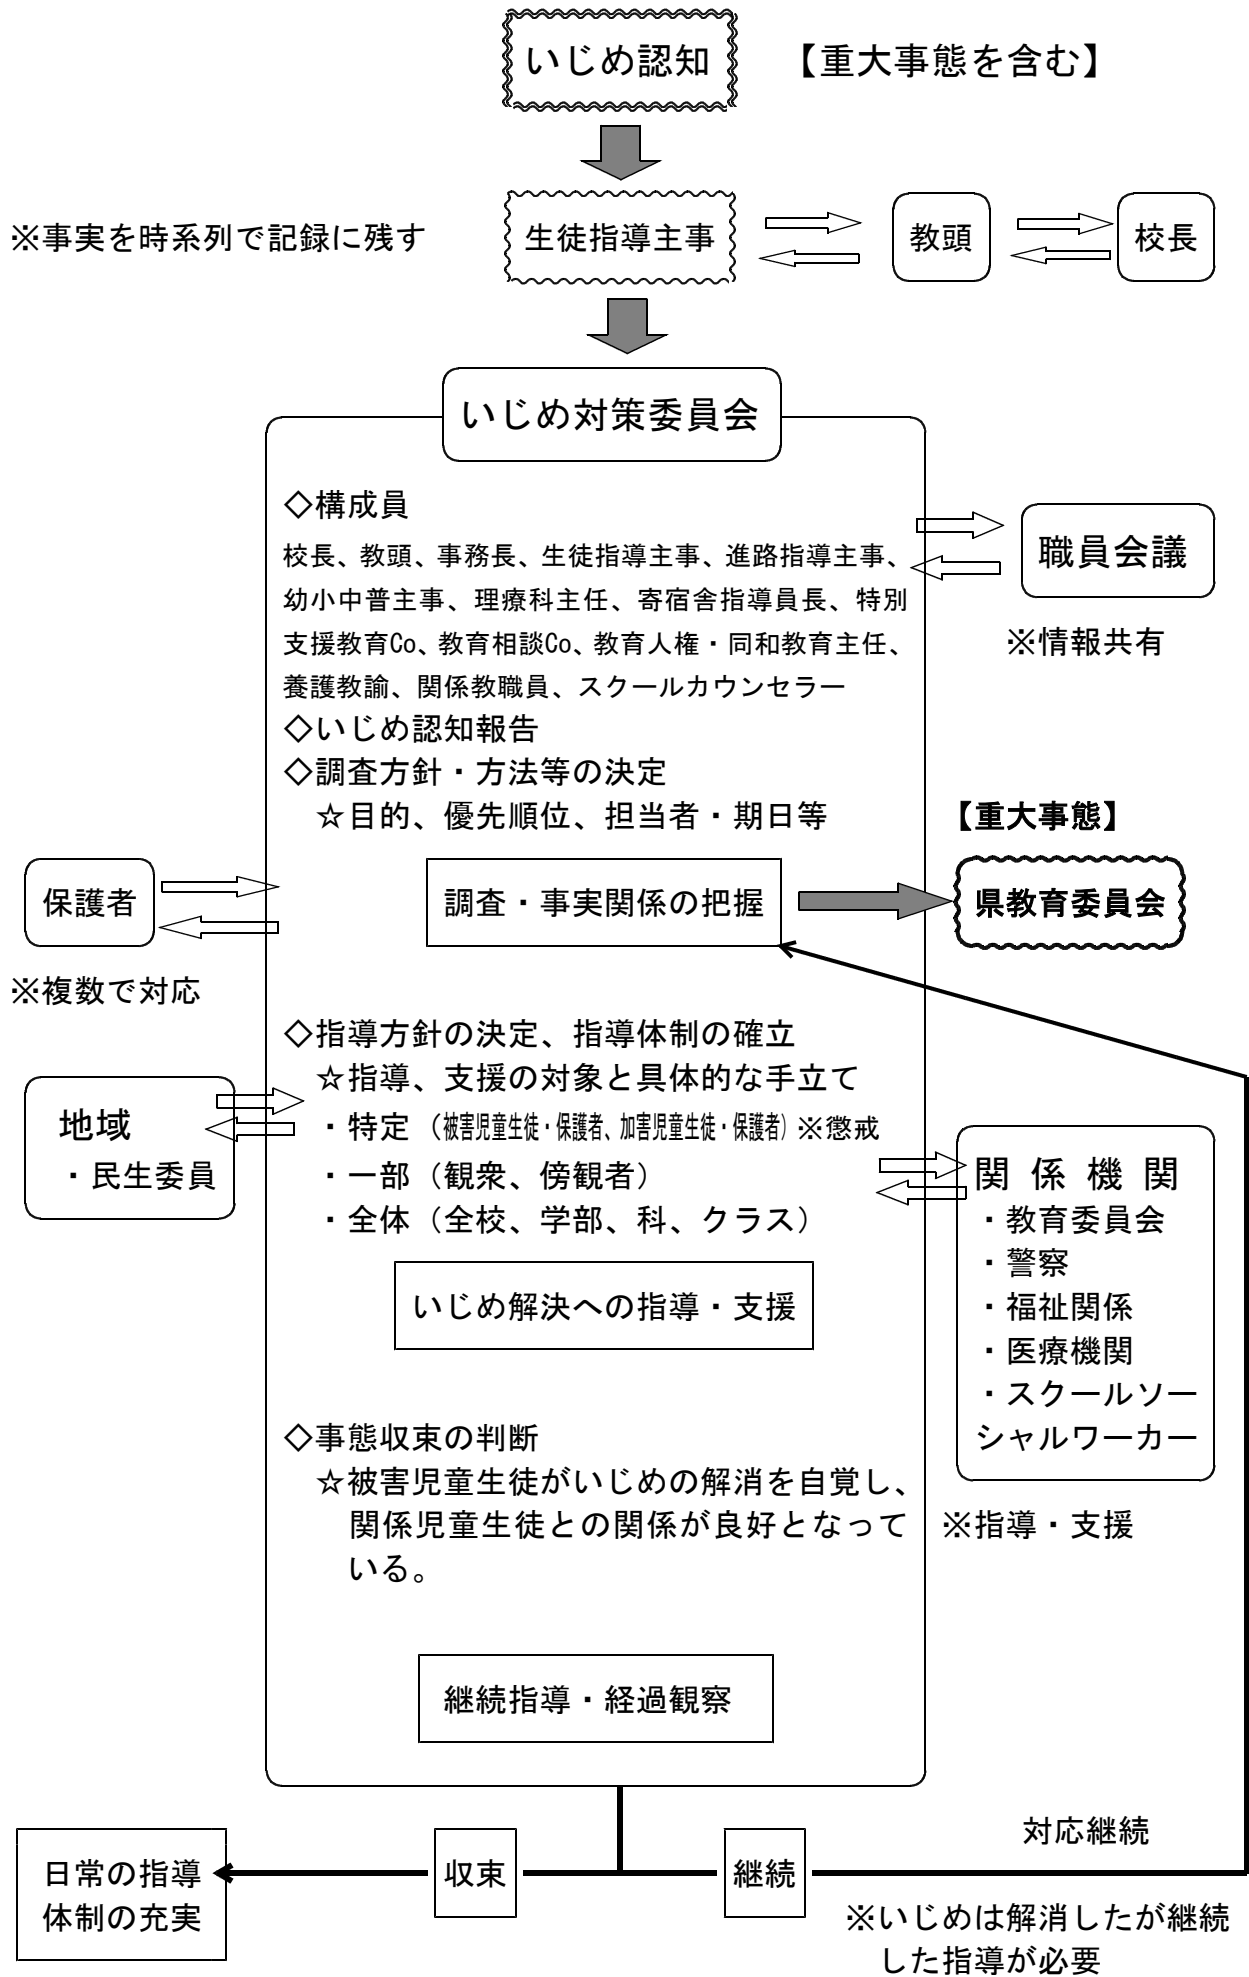 いじめ認知
【重大事態を含む】
※事実を時系列で記録に残す
生徒指導主事
教頭
校長
いじめ対策委員会
◇構成員
校長、教頭、事務長、生徒指導主事、進路指導主事、
幼小中普主事、理療科主任、寄宿舎指導員長、特別
支援教育Co、教育相談Co、教育人権・同和教育主任、
養護教諭、関係教職員、スクールカウンセラー
職員会議
※情報共有
◇いじめ認知報告
◇調査方針・方法等の決定
☆目的、優先順位、担当者・期日等
【重大事態】
保護者
調査・事実関係の把握
県教育委員会
※複数で対応
◇指導方針の決定、指導体制の確立
☆指導、支援の対象と具体的な手立て
・特定（被害児童生徒・保護者、加害児童生徒・保護者）※懲戒
・一部（観衆、傍観者）
・全体（全校、学部、科、クラス）
地域
・民生委員
関係機関
・教育委員会
・警察
・福祉関係
・医療機関
・スクールソー
シャルワーカー
※指導・支援
いじめ解決への指導・支援
◇事態収束の判断
☆被害児童生徒がいじめの解消を自覚し、
関係児童生徒との関係が良好となって
いる。
継続指導・経過観察
対応継続
日常の指導
体制の充実
収束
継続
※いじめは解消したが継続
した指導が必要